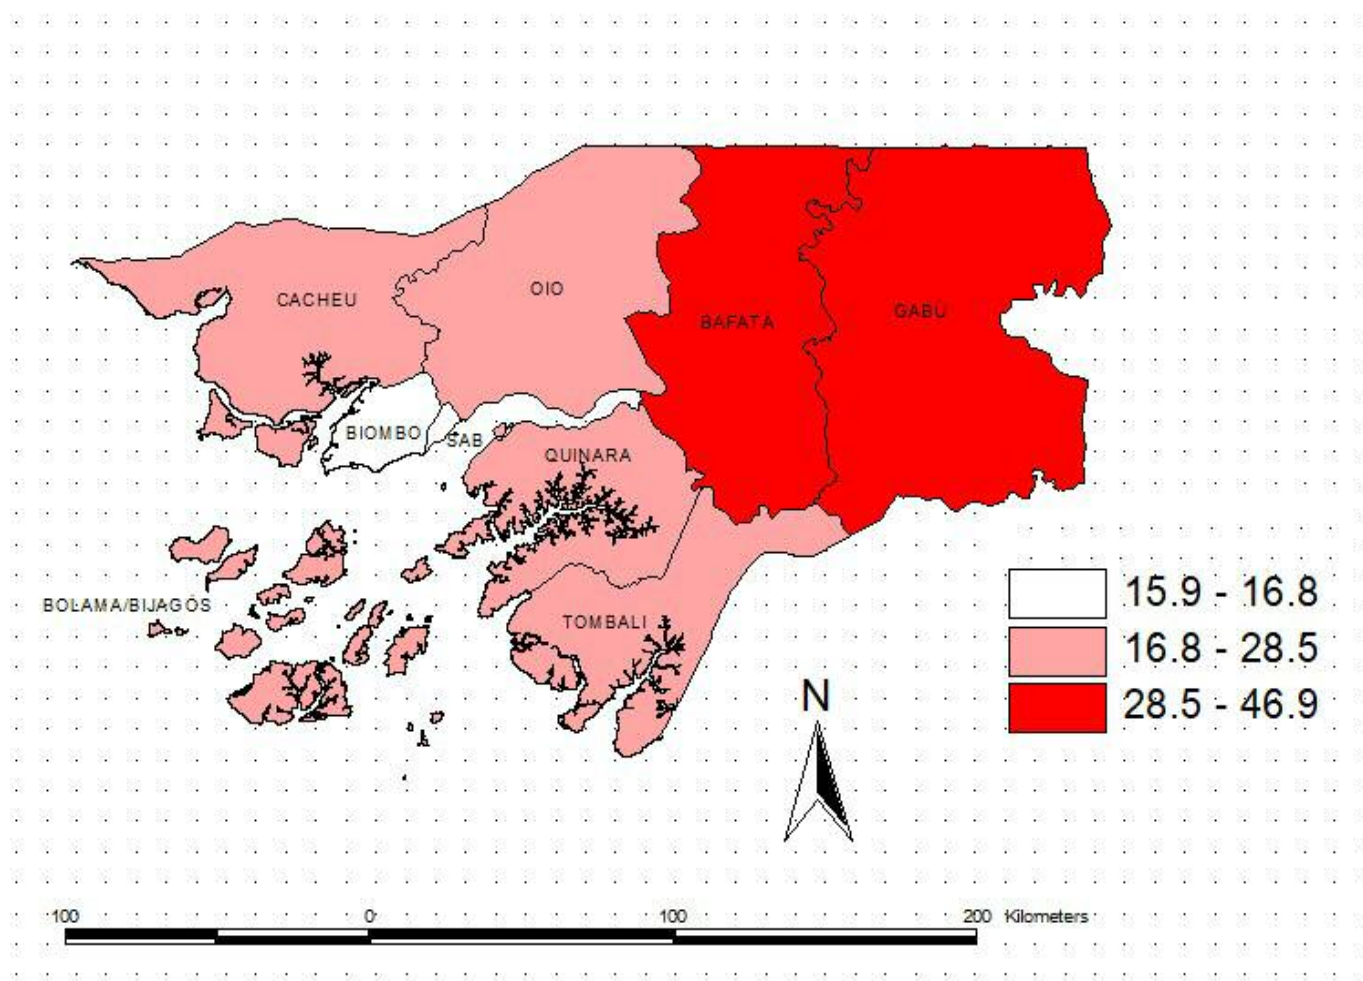 CACHEU
OIO
BAFATÁ
GABÚ
BIOMBO
SAB
QUINARA
BOLAMA/BIJAGÓS
TOMBALI
15.9 - 16.8
16.8 - 28.5
28.5 - 46.9
N
100 0 100 200 Kilometers